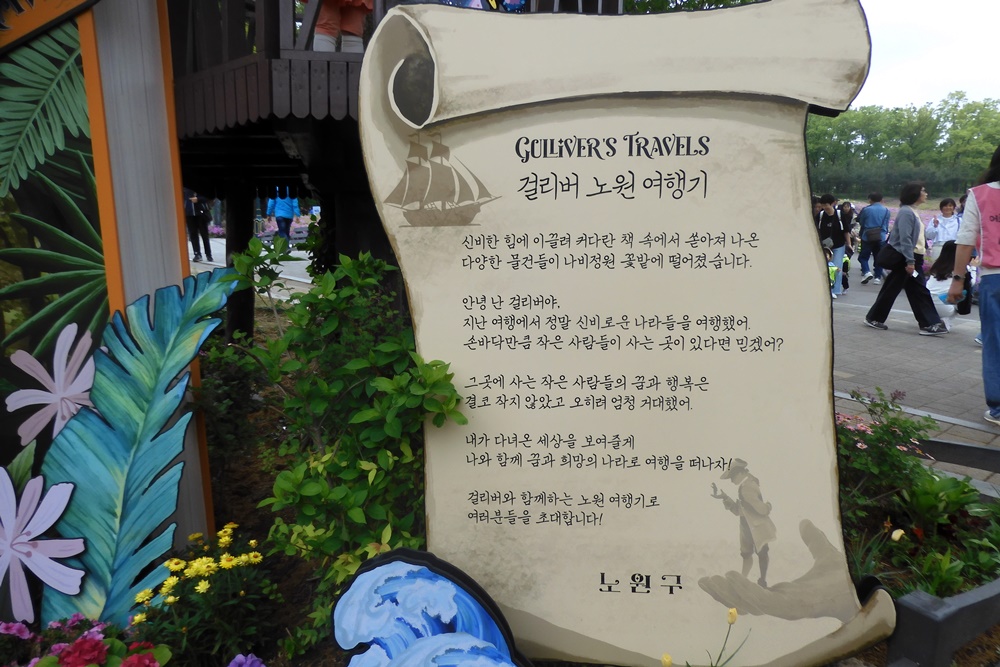 GULLIVER'S TRAVELS
걸리버 노원 여행기
신비한 힘에 이끌려 커다란 책 속에서 쏟아져 나온
다양한 물건들이 나비정원 꽃밭에 떨어졌습니다.
안녕 난 걸리버야.
지난 여행에서 정말 신비로운 나라들을 여행했어.
손바닥만큼 작은 사람들이 사는 곳이 있다면 믿겠어?
그곳에 사는 작은 사람들의 꿈과 행복은
결코 작지 않았고 오히려 엄청 거대했어.
내가 다녀온 세상을 보여줄게
나와 함께 꿈과 희망의 나라로 여행을 떠나자!
걸리버와 함께하는 노원 여행기로
여러분들을 초대합니다!
노원구